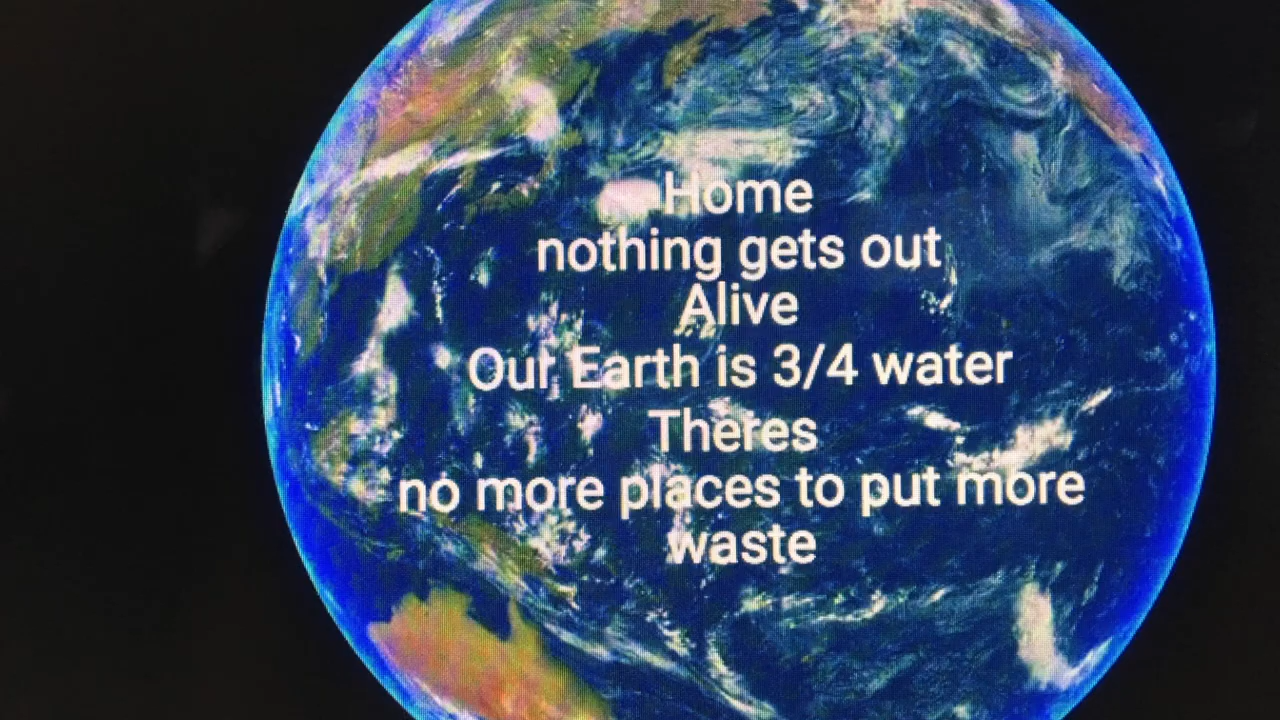 Home
nothing gets out
Alive
Our Earth is 3/4 water
Theres
no more places to put more
waste